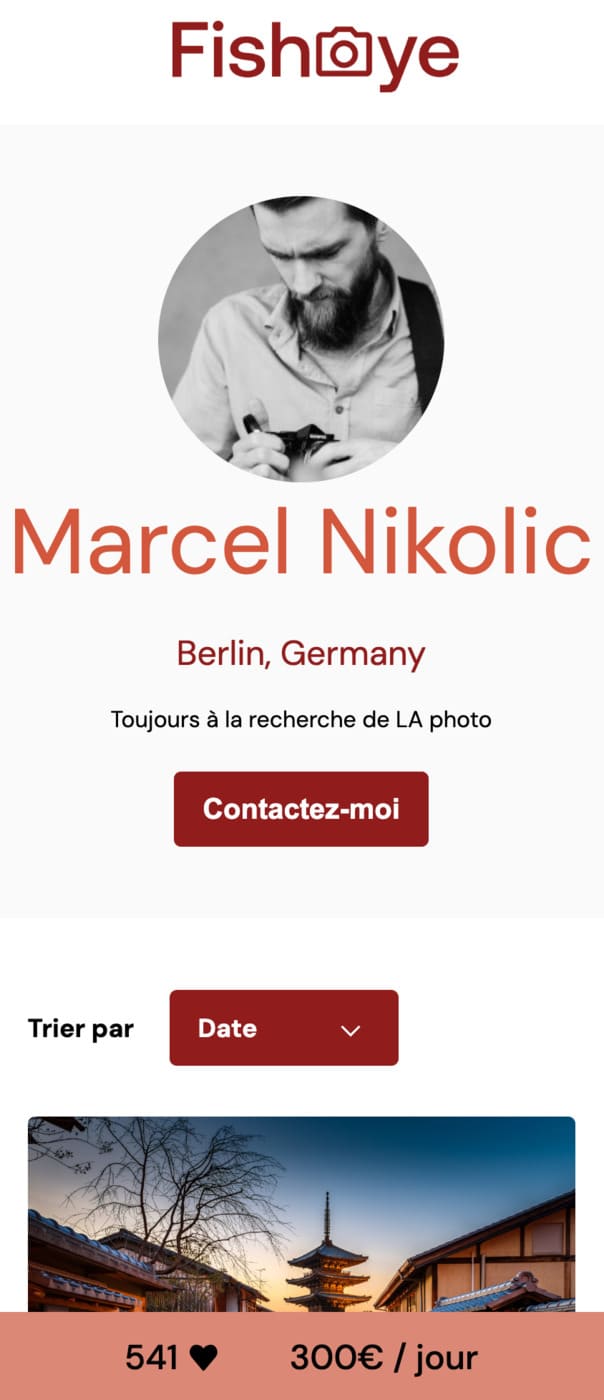 Fisheye
Marcel Nikolic
Berlin, Germany
Toujours à la recherche de LA photo
Contactez-moi
Trier par
Date
541 ♥
300€ / jour